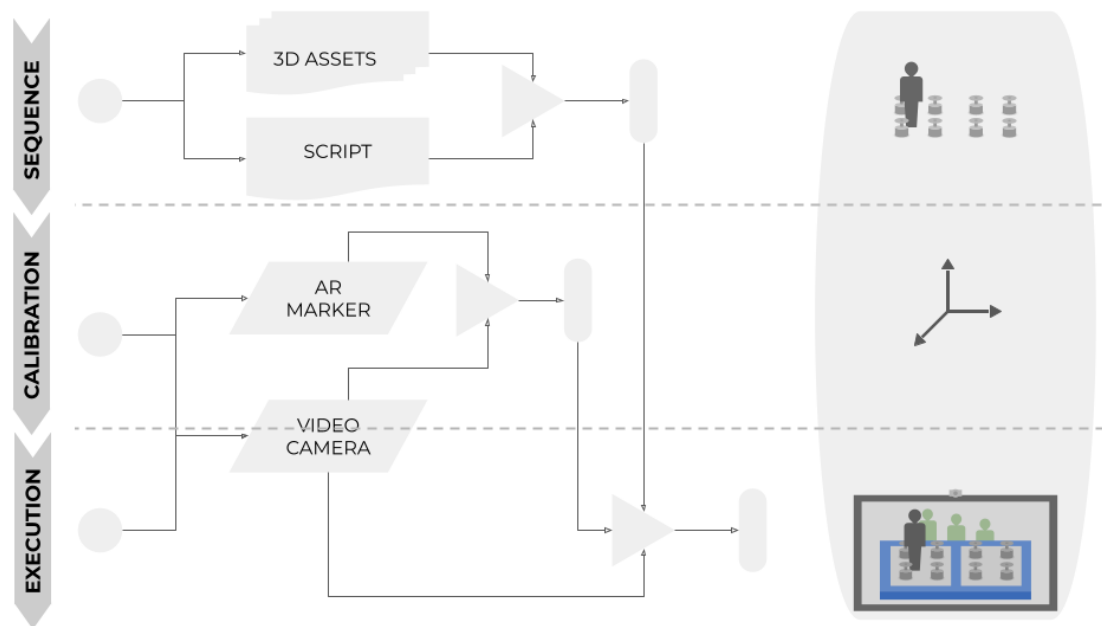 SEQUENCE
3D ASSETS
SCRIPT
CALIBRATION
AR
MARKER
VIDEO
CAMERA
EXECUTION